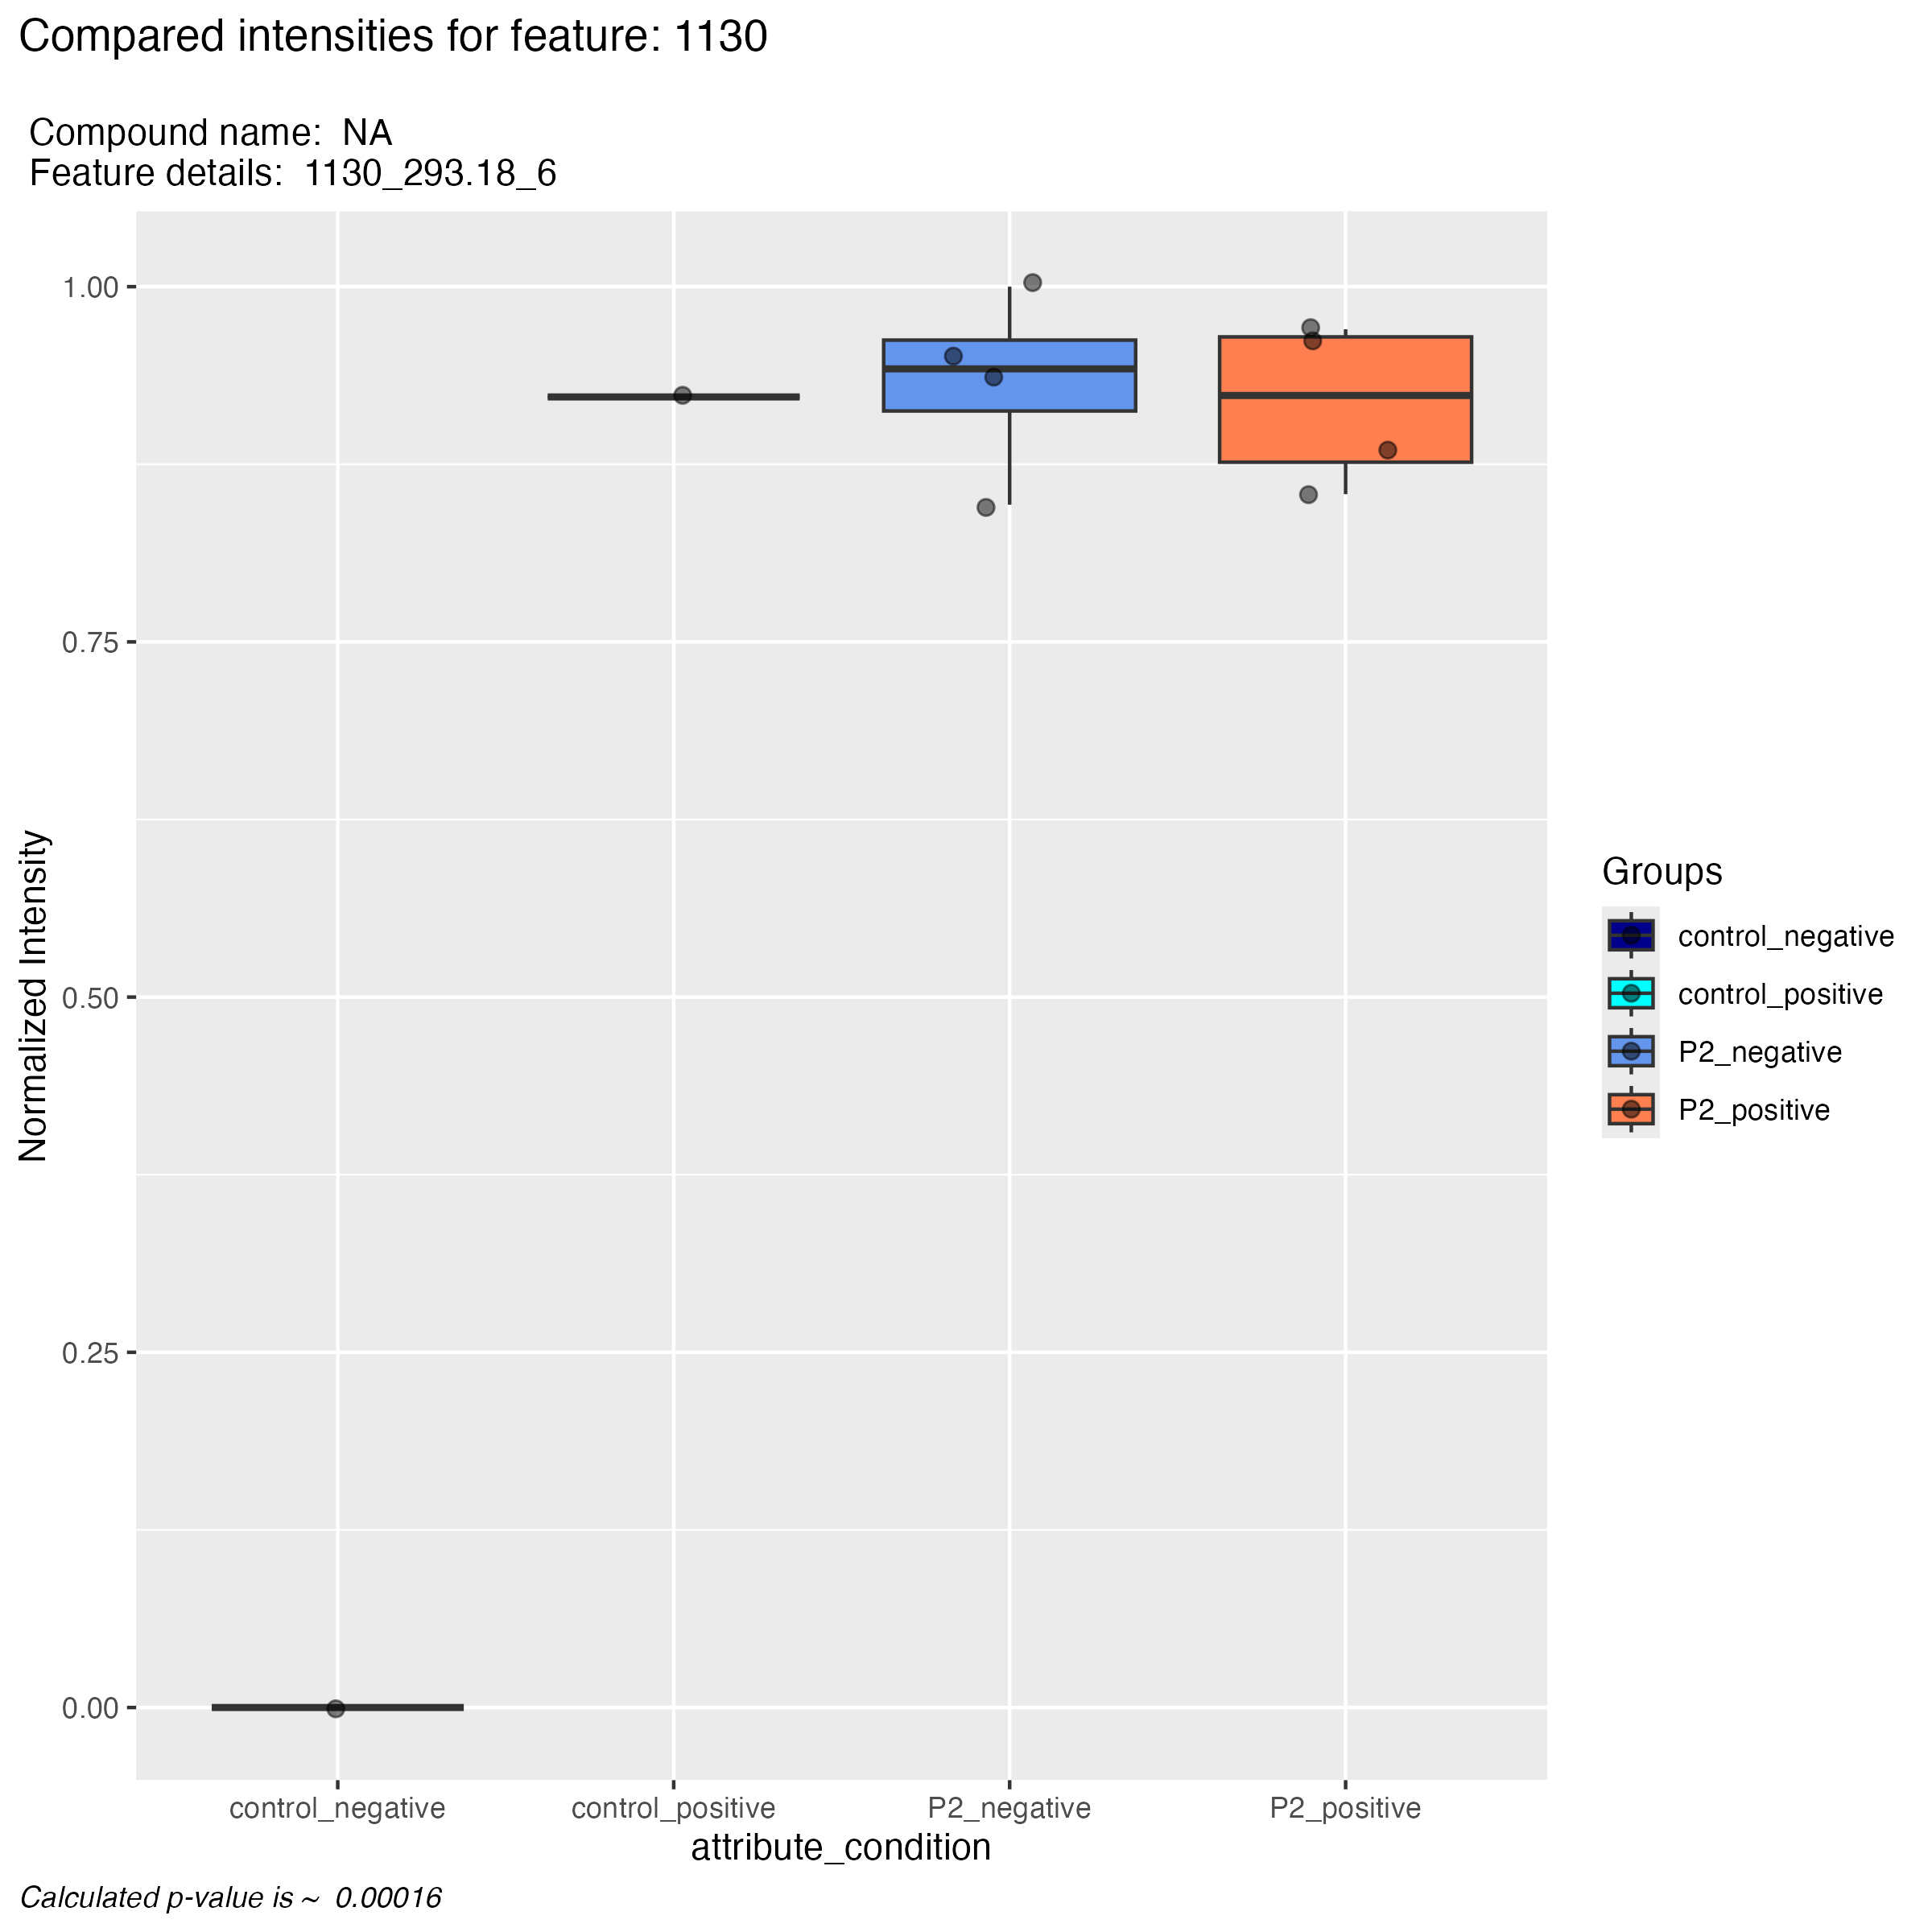 Compared intensities for feature: 1130
Compound name:  NA
Feature details:  1130_293.18_6
1.00
0.75
0.50
0.25
0.00
Normalized Intensity
control_negative
control_positive
P2_negative
P2_positive
attribute_condition
Groups
control_negative
control_positive
P2_negative
P2_positive
Calculated p-value is ~  0.00016